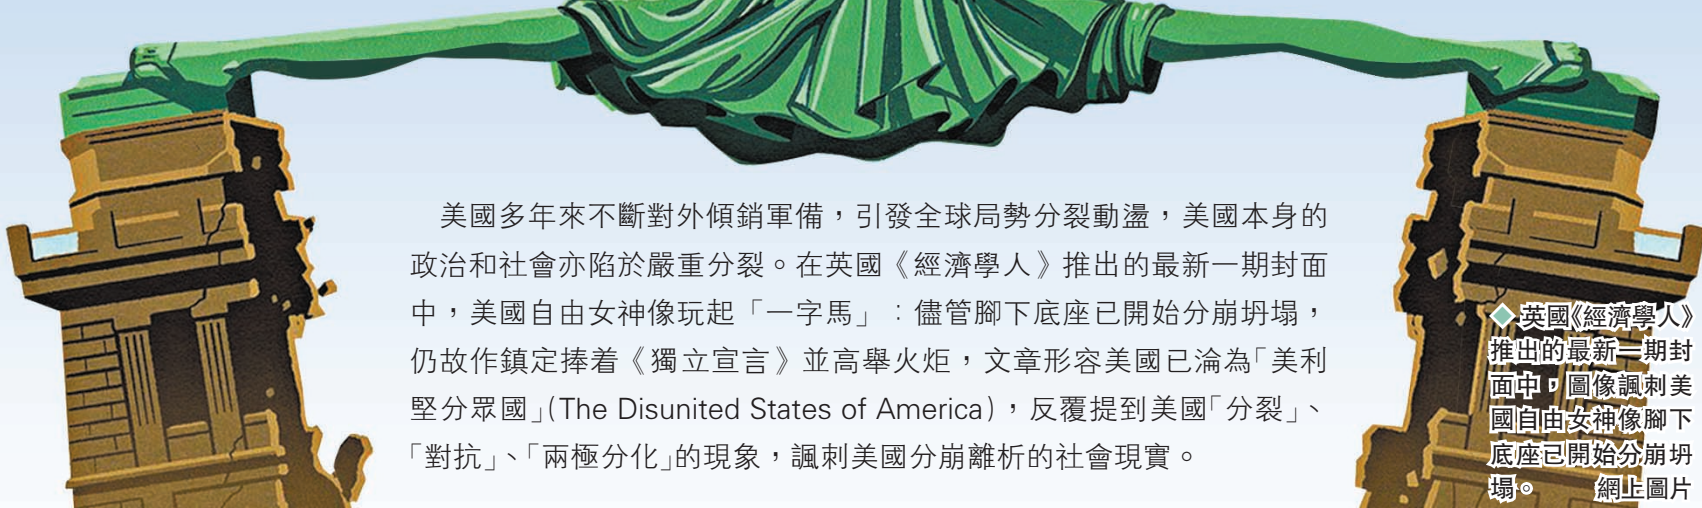 美國多年來不斷對外傾銷軍備，引發全球局勢分裂動盪，美國本身的
政治和社會亦陷於嚴重分裂。在英國《經濟學人》推出的最新一期封面
中，美國自由女神像玩起「一字馬」：儘管腳下底座已開始分崩坍塌，
仍故作鎮定捧着《獨立宣言》並高舉火炬，文章形容美國已淪為「美利
堅分眾國」(The Disunited States of America)，反覆提到美國「分裂」、
「對抗」、「兩極分化」的現象，諷刺美國分崩離析的社會現實。
◆ 英國《經濟學人》
推出的最新一期封
面中，圖像諷刺美
國自由女神像腳下
底座已開始分崩坍
塌。 網上圖片